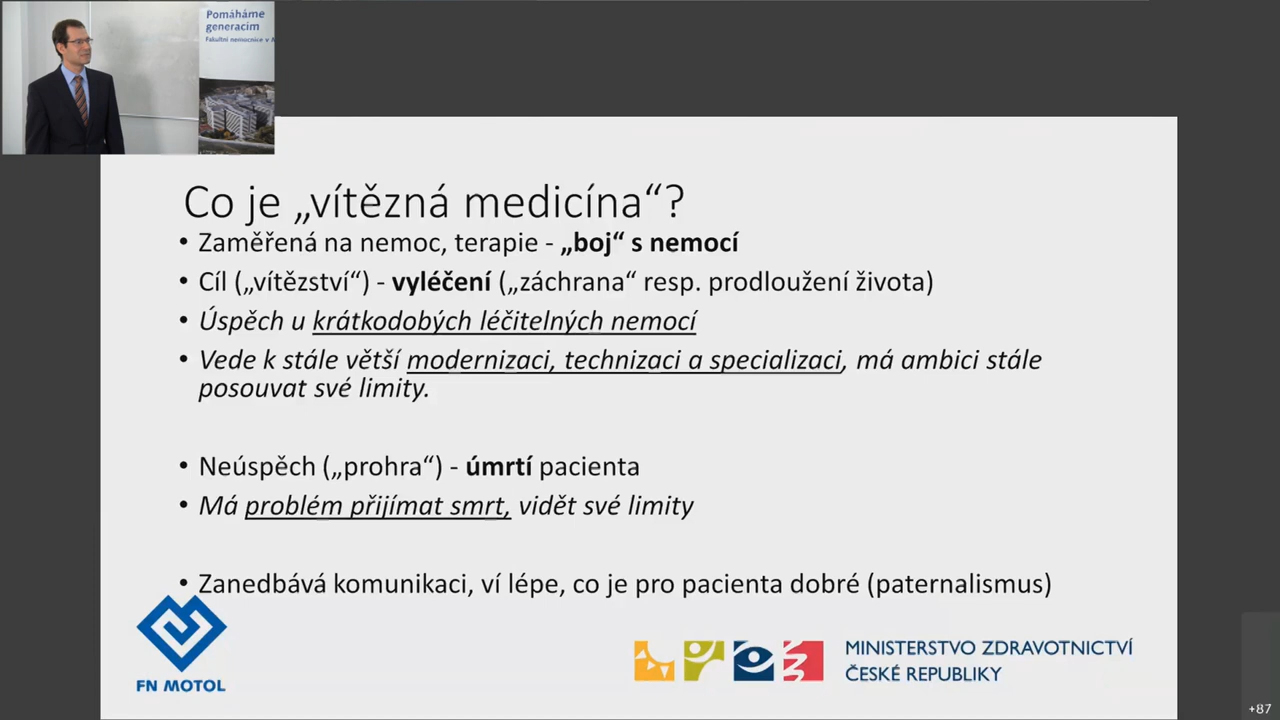 Pomáháme
generacím
Fakultní nemocnice v
Co je „vítězná medicína“?
• Zaměřená na nemoc, terapie - „boj“ s nemocí
• Cíl („vítězství“) - vyléčení („záchrana“ resp. prodloužení života)
• Úspěch u krátkodobých léčitelných nemocí
• Vede k stále větší modernizaci, technizaci a specializaci, má ambici stále
posouvat své limity.
• Neúspěch („prohra“) - úmrtí pacienta
• Má problém přijímat smrt, vidět své limity
• Zanedbává komunikaci, ví lépe, co je pro pacienta dobré (paternalismus)
FN MOTOL
MINISTERSTVO ZDRAVOTNICTVÍ
ČESKÉ REPUBLIKY
+87